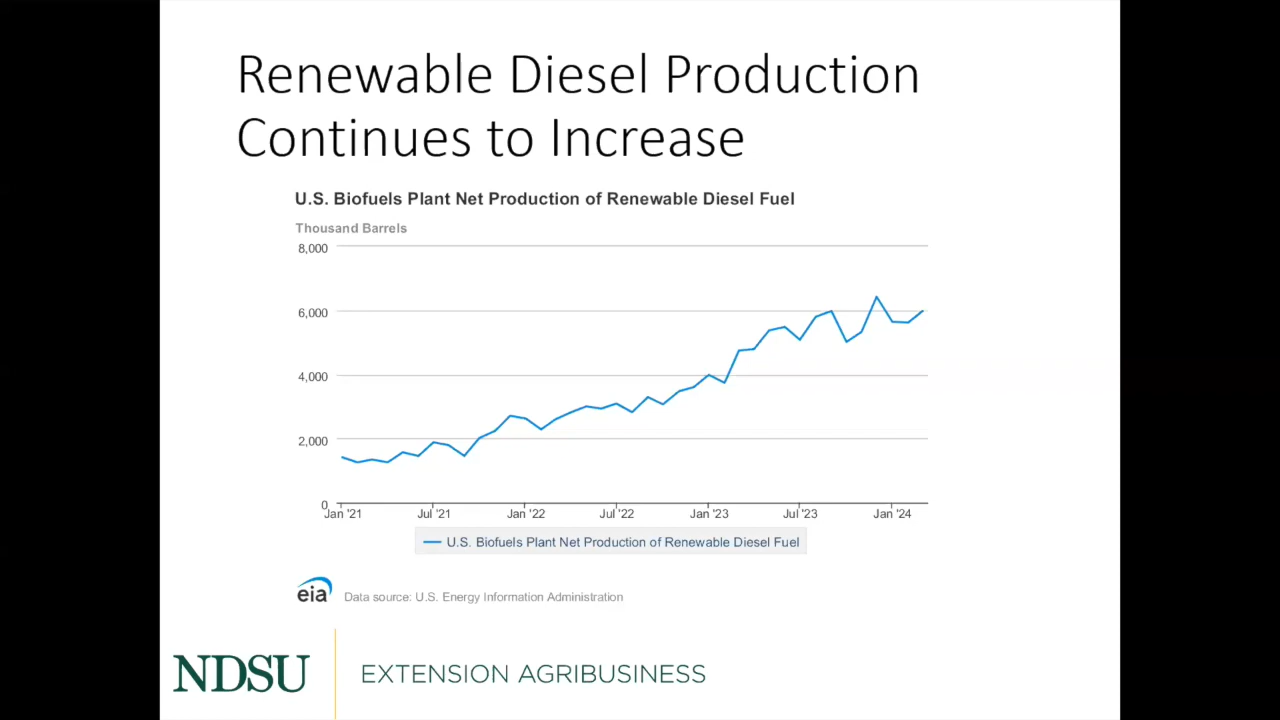 Renewable Diesel Production
Continues to Increase
U.S. Biofuels Plant Net Production of Renewable Diesel Fuel
Thousand Barrels
8,000
6,000
4,000
2,000
0
Jan '21 Jul '21 Jan '22 Jul '22 Jan '23 Jul '23 Jan '24
U.S. Biofuels Plant Net Production of Renewable Diesel Fuel
eia Data source: U.S. Energy Information Administration
NDSU EXTENSION AGRIBUSINESS